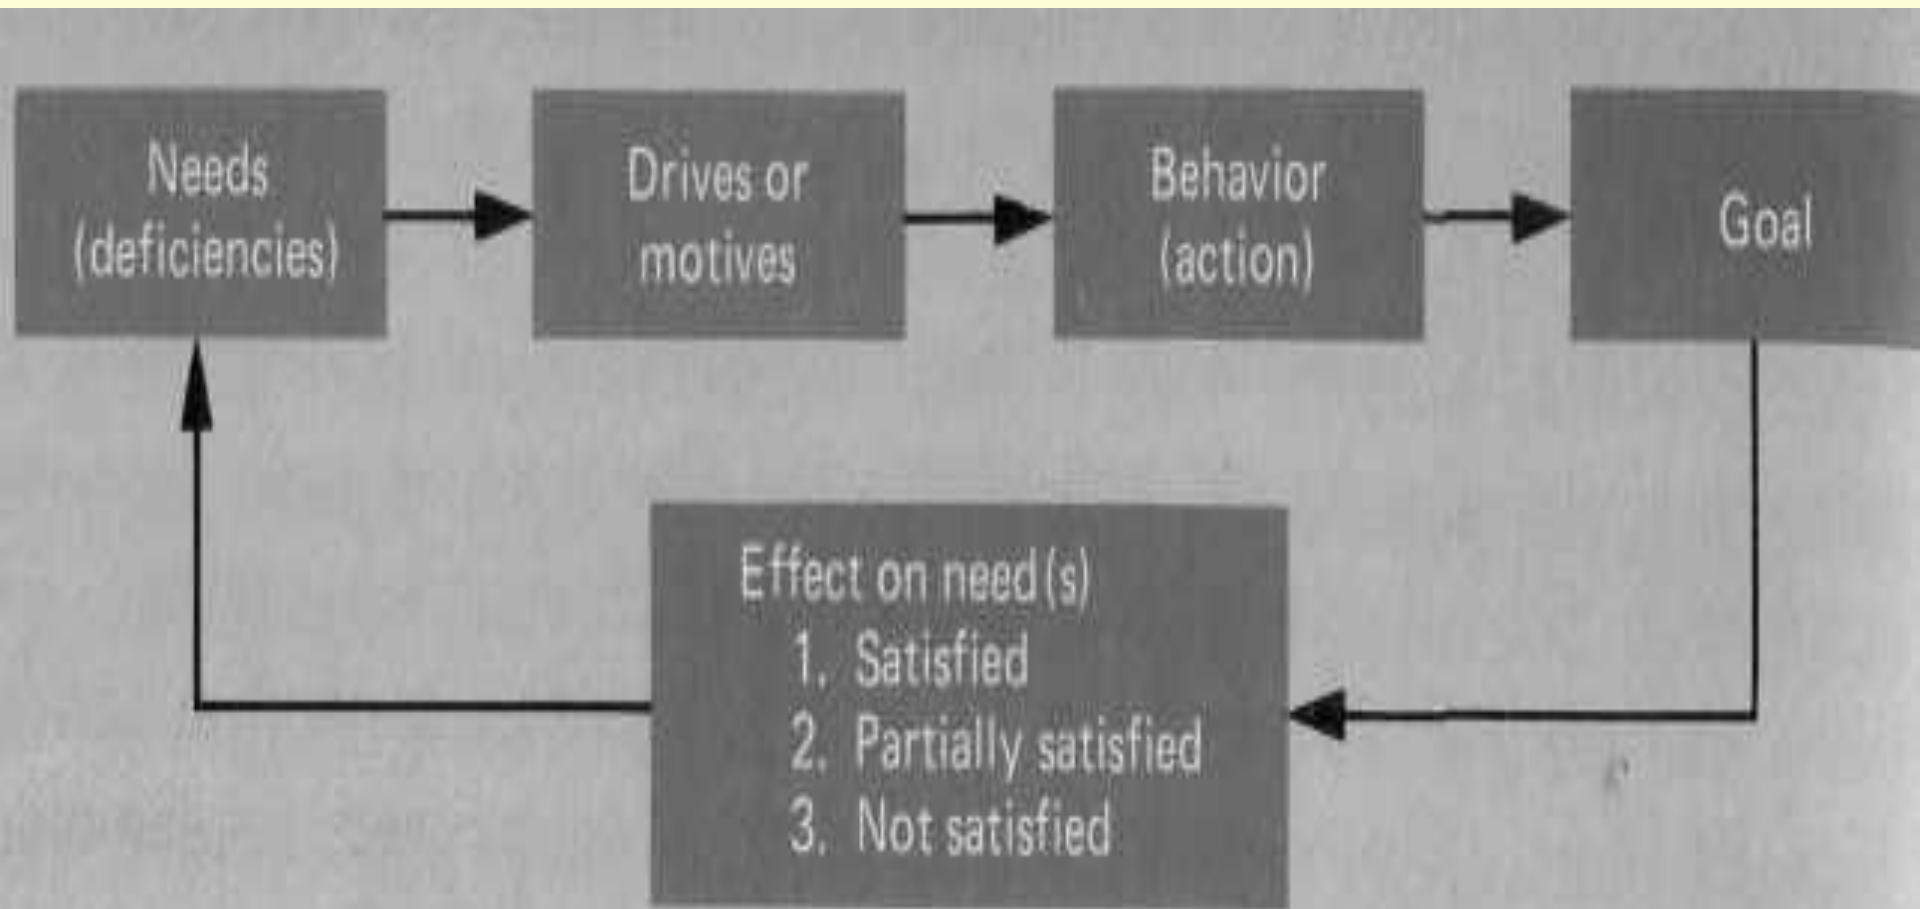 Needs
(deficiencies)
Drives or
motives
Behavior
(action)
Goal
Effect on need(s)
1. Satisfied
2. Partially satisfied
3. Not satisfied